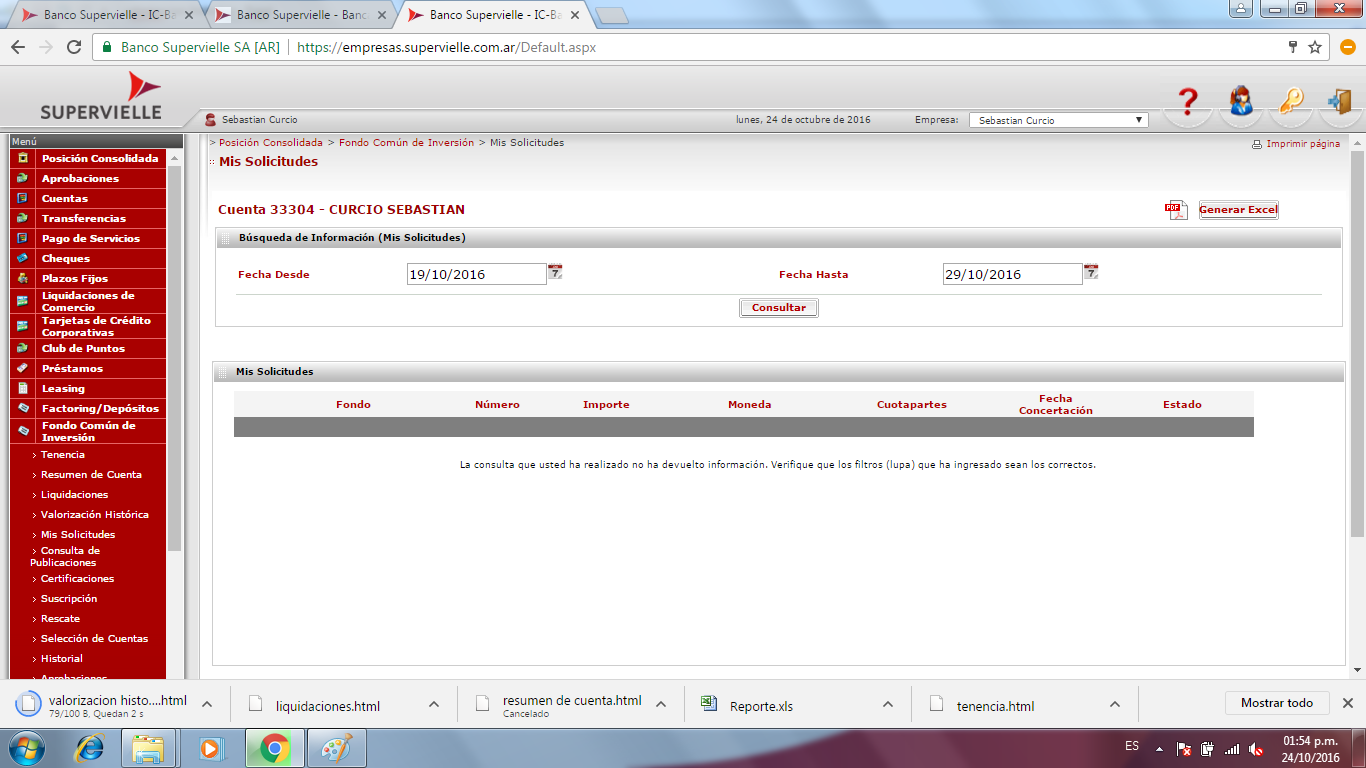 Banco Supervielle - IC-Ba
Banco Supervielle - Banc
Banco Supervielle - IC-Ba
Banco Supervielle SA [AR]
https://empresas.supervielle.com.ar/Default.aspx
SUPERVIELLE
Sebastian Curcio
lunes, 24 de octubre de 2016
Empresa:
Sebastian Curcio
?
Menú
Posición Consolidada
Aprobaciones
Cuentas
Transferencias
Pago de Servicios
Cheques
Plazos Fijos
Liquidaciones de
Comercio
Tarjetas de Crédito
Corporativas
Club de Puntos
Préstamos
Leasing
Factoring/Depósitos
Fondo Común de
Inversión
> Tenencia
> Resumen de Cuenta
> Liquidaciones
> Valorización Histórica
> Mis Solicitudes
> Consulta de
Publicaciones
> Certificaciones
> Suscripción
> Rescate
> Selección de Cuentas
> Historial
> Aprobaciones
> Posición Consolidada > Fondo Común de Inversión > Mis Solicitudes
Imprimir página
:: Mis Solicitudes
Cuenta 33304 - CURCIO SEBASTIAN
PDF
Generar Excel
Búsqueda de Información (Mis Solicitudes)
Fecha Desde
19/10/2016
7
Fecha Hasta
29/10/2016
7
Consultar
Mis Solicitudes
Fondo
Número
Importe
Moneda
Cuotapartes
Fecha
Concertación
Estado
La consulta que usted ha realizado no ha devuelto información. Verifique que los filtros (lupa) que ha ingresado sean los correctos.
valorizacion histo....html
79/100 B, Quedan 2 s
liquidaciones.html
resumen de cuenta.html
Cancelado
Reporte.xls
tenencia.html
Mostrar todo
ES
01:54 p.m.
24/10/2016